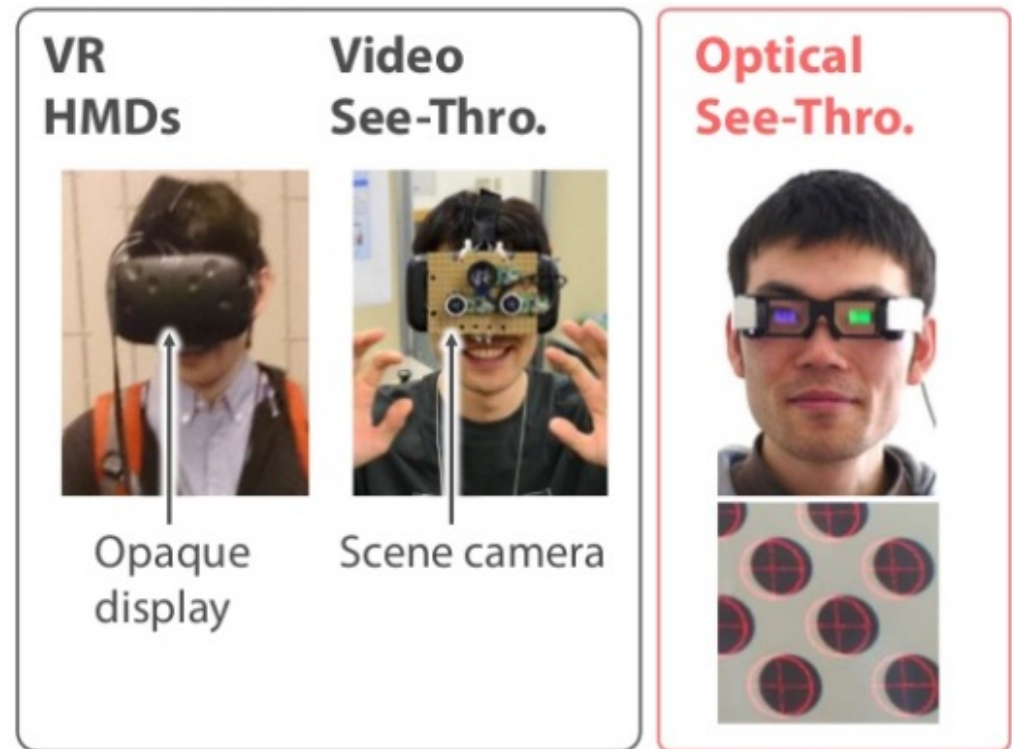 VR
HMDs
Video
See-Thro.
Optical
See-Thro.
Opaque
display
Scene camera